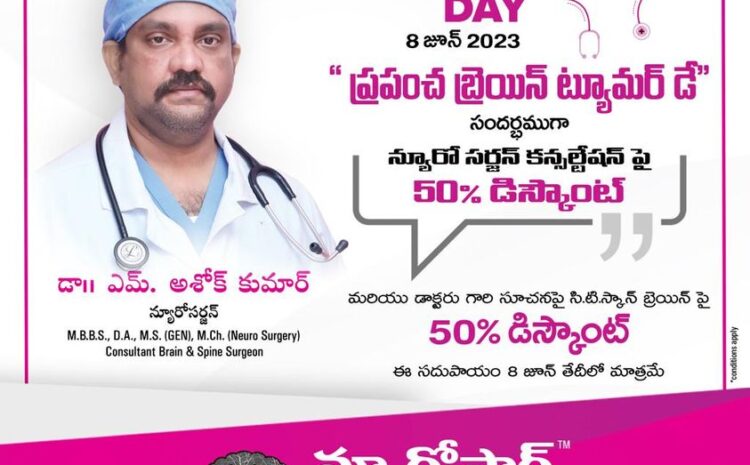 DAY
8 జూన్ 2023
“ ప్రపంచ బ్రెయిన్ ట్యూమర్ డే”
సందర్భముగా
న్యూరో సర్జన్ కన్సల్టేషన్ పై
50% డిస్కౌంట్
డా॥ ఎమ్. అశోక్ కుమార్
న్యూరోసర్జన్
M.B.B.S., D.A., M.S. (GEN), M.Ch. (Neuro Surgery)
Consultant Brain & Spine Surgeon
మరియు డాక్టరు గారి సూచనపై సి.టి.స్కాన్ బ్రెయిన్ పై
50% డిస్కౌంట్
ఈ సదుపాయం 8 జూన్ తేదీలో మాత్రమే
*conditions apply
TM